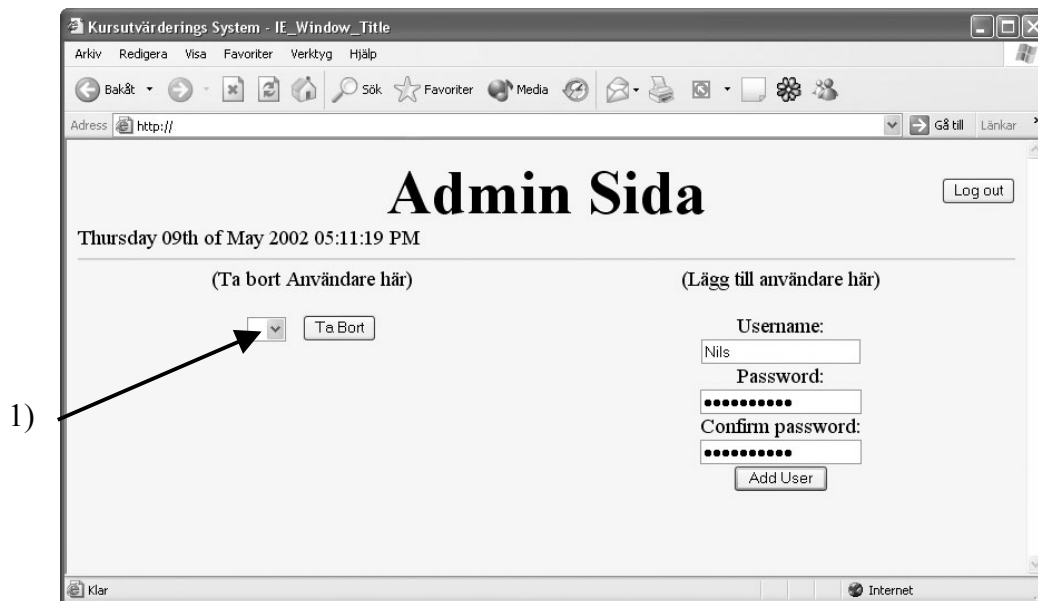 Kursutvärderings System - IE_Window_Title
Arkiv Redigera Visa Favoriter Verktyg Hjälp
Bakåt Sök Favoriter Media
Adress http:// Gå till Länkar
Admin Sida
Log out
Thursday 09th of May 2002 05:11:19 PM
(Ta bort Användare här) (Lägg till användare här)
Ta Bort
Username:
Nils
Password:
••••••••••
Confirm password:
••••••••••
Add User
1)
Klar Internet